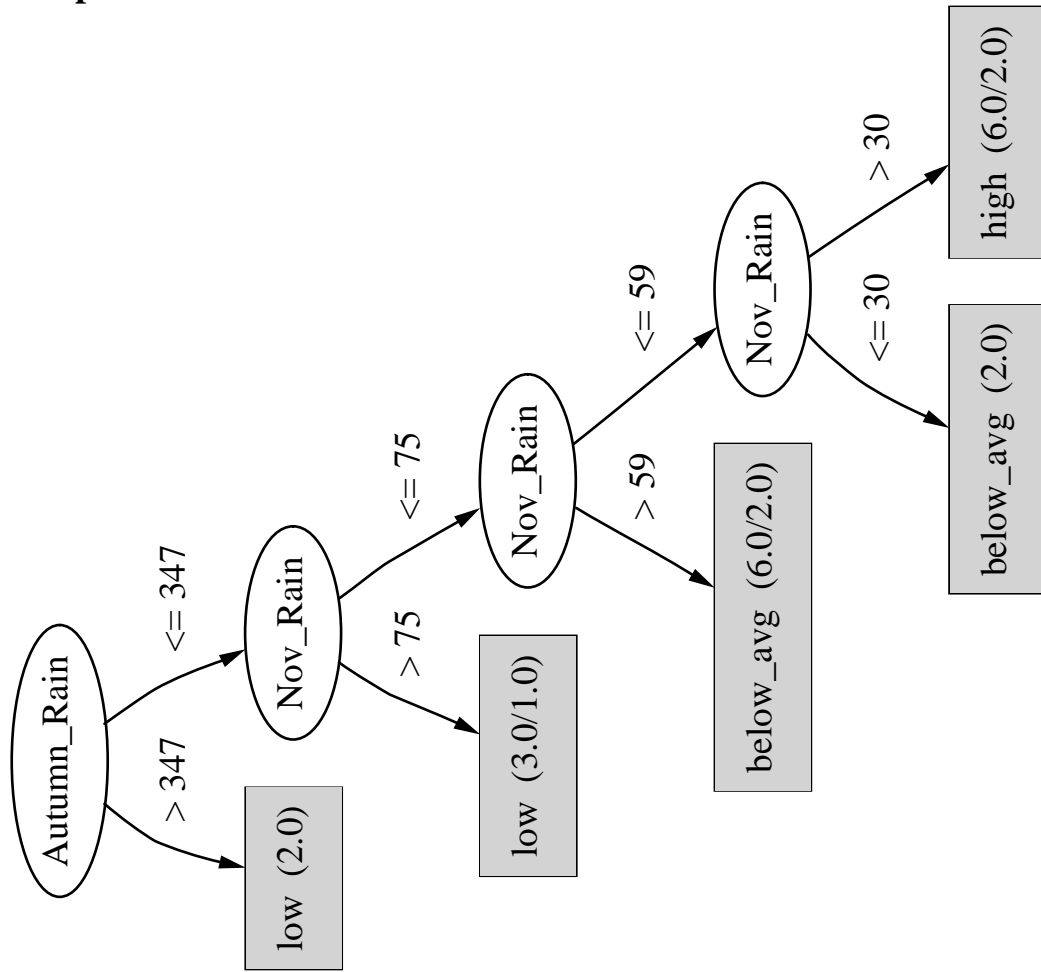 Autumn_Rain
> 347
<= 347
low (2.0)
Nov_Rain
> 75
<= 75
low (3.0/1.0)
Nov_Rain
> 59
<= 59
below_avg (6.0/2.0)
Nov_Rain
<= 30
> 30
below_avg (2.0)
high (6.0/2.0)